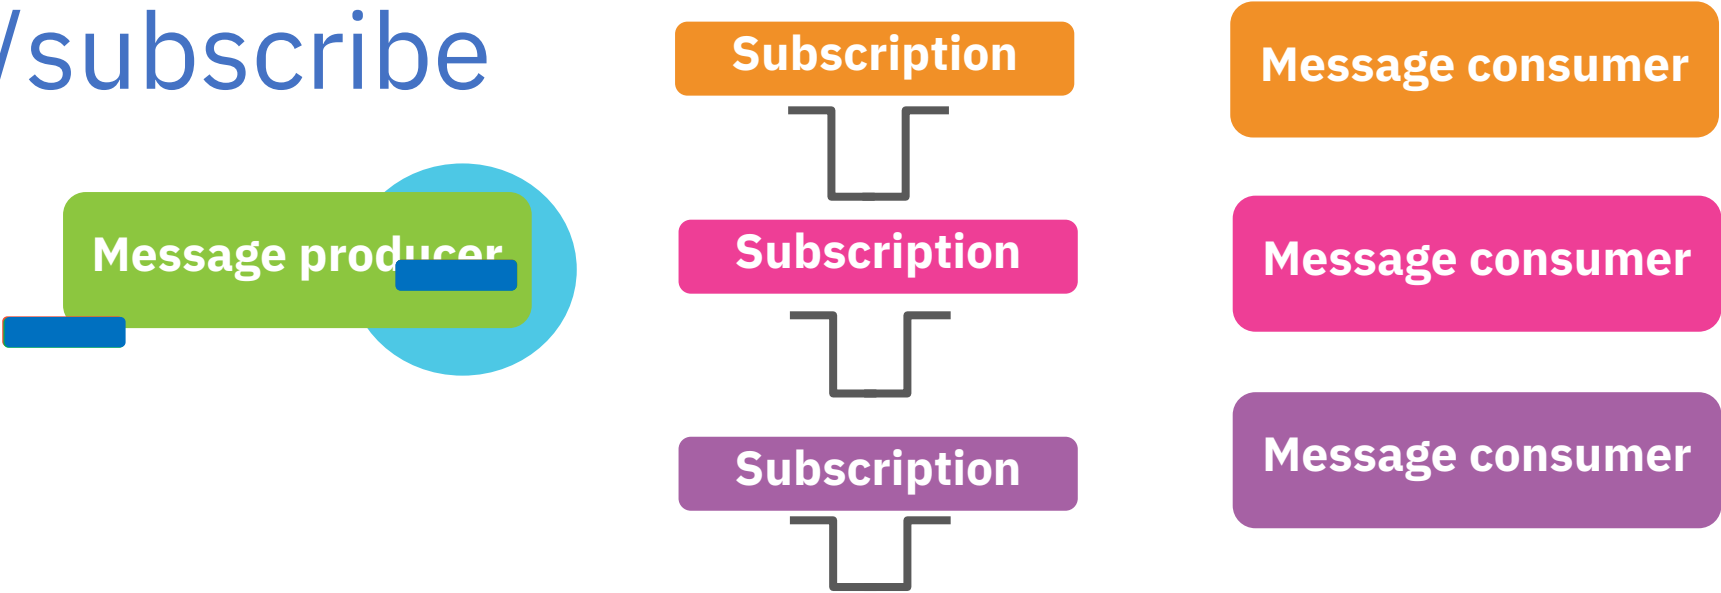 /subscribe
Message producer
Subscription
Subscription
Subscription
Message consumer
Message consumer
Message consumer